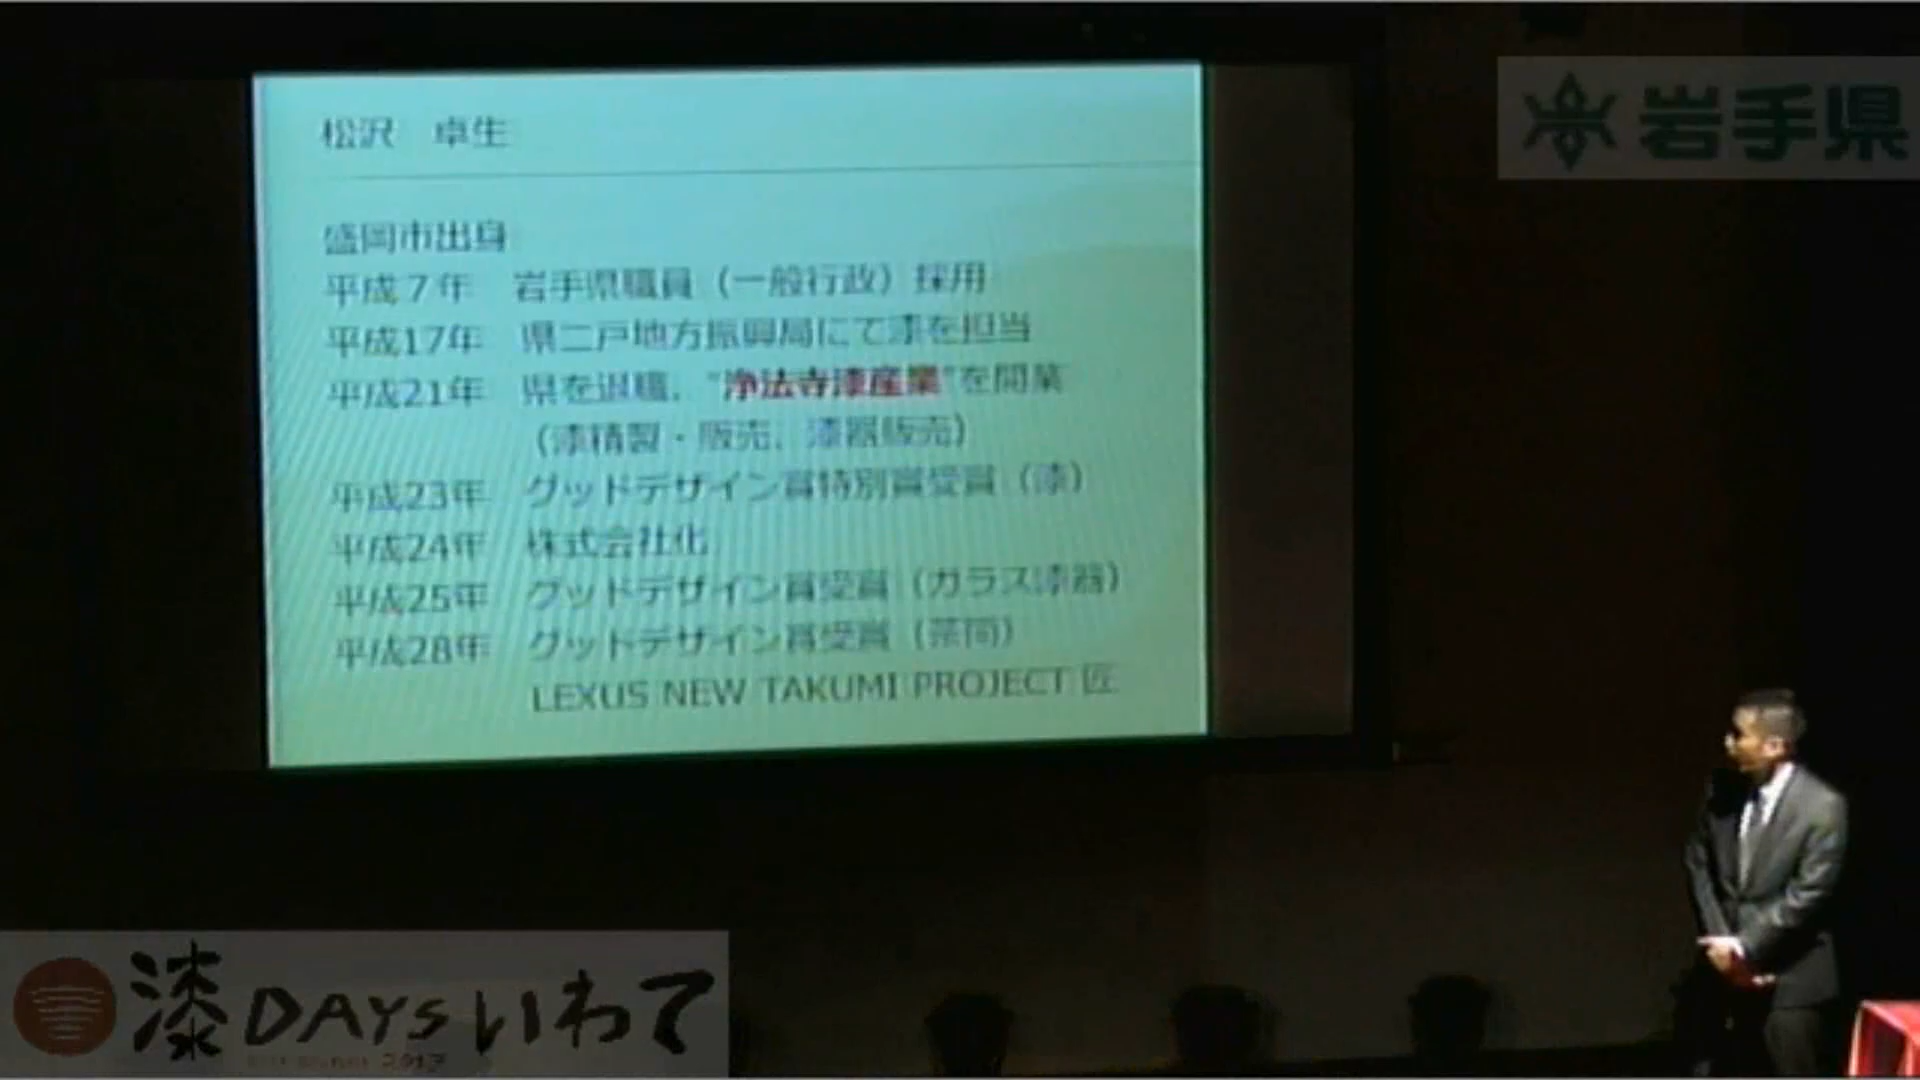 松沢　卓生
岩手県
盛岡市出身
平成７年　岩手県職員（一般行政）採用
平成17年　県二戸地方振興局にて漆を担当
平成21年　県を退職、“浄法寺漆産業”を開業
（漆精製・販売、漆器販売）
平成23年　グッドデザイン賞特別賞受賞（漆）
平成24年　株式会社化
平成25年　グッドデザイン賞受賞（ガラス漆器）
平成28年　グッドデザイン賞受賞（茶筒）
LEXUS NEW TAKUMI PROJECT 匠
漆DAYSいわて